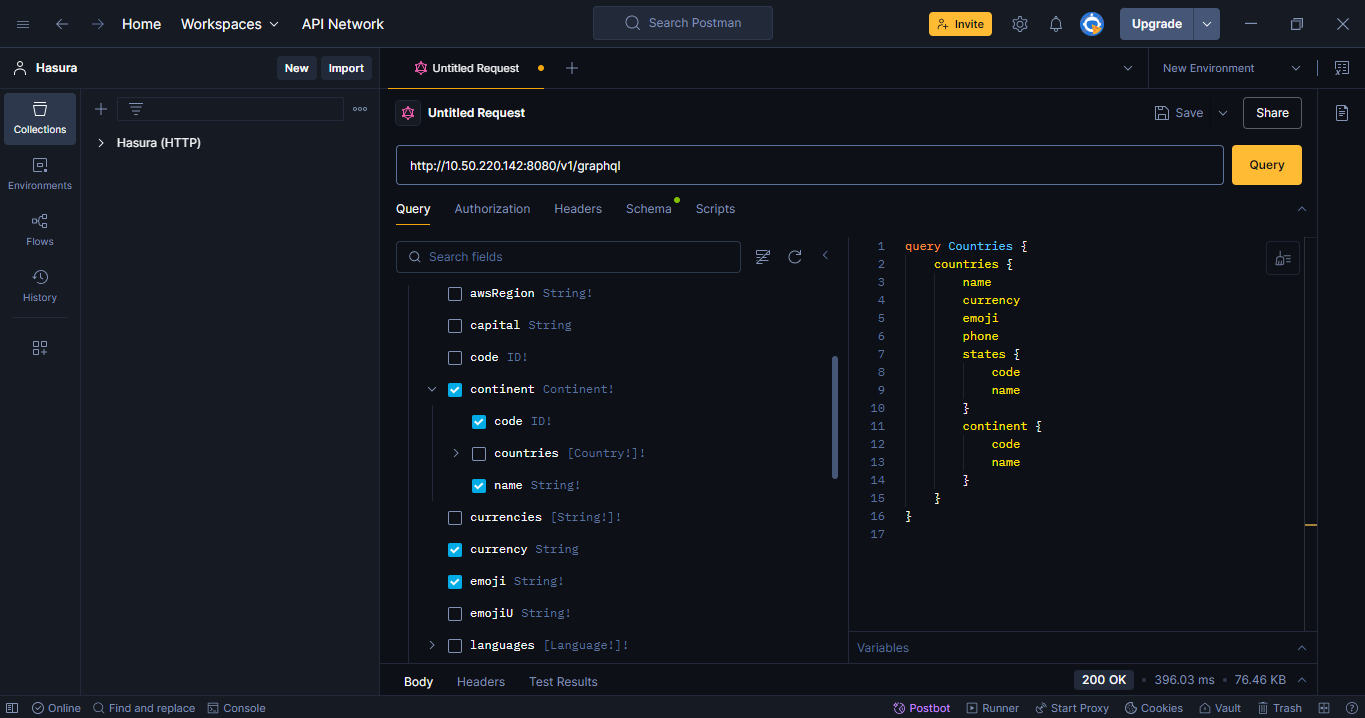 Home Workspaces API Network Search Postman Invite Upgrade
Hasura New Import Untitled Request New Environment
Collections
Environments
Flows
History
Hasura (HTTP)
Untitled Request Save Share
http://10.50.220.142:8080/v1/graphql Query
Query Authorization Headers Schema Scripts
Search fields
awsRegion String!
capital String
code ID!
continent Continent!
code ID!
countries [Country!]!
name String!
currencies [String!]!
currency String
emoji String!
emojiU String!
languages [Language!]!
1 query Countries {
2 countries {
3 name
4 currency
5 emoji
6 phone
7 states {
8 code
9 name
10 }
11 continent {
12 code
13 name
14 }
15 }
16 }
17
Variables
Body Headers Test Results 200 OK • 396.03 ms • 76.46 KB
Online Find and replace Console Postbot Runner Start Proxy Cookies Vault Trash